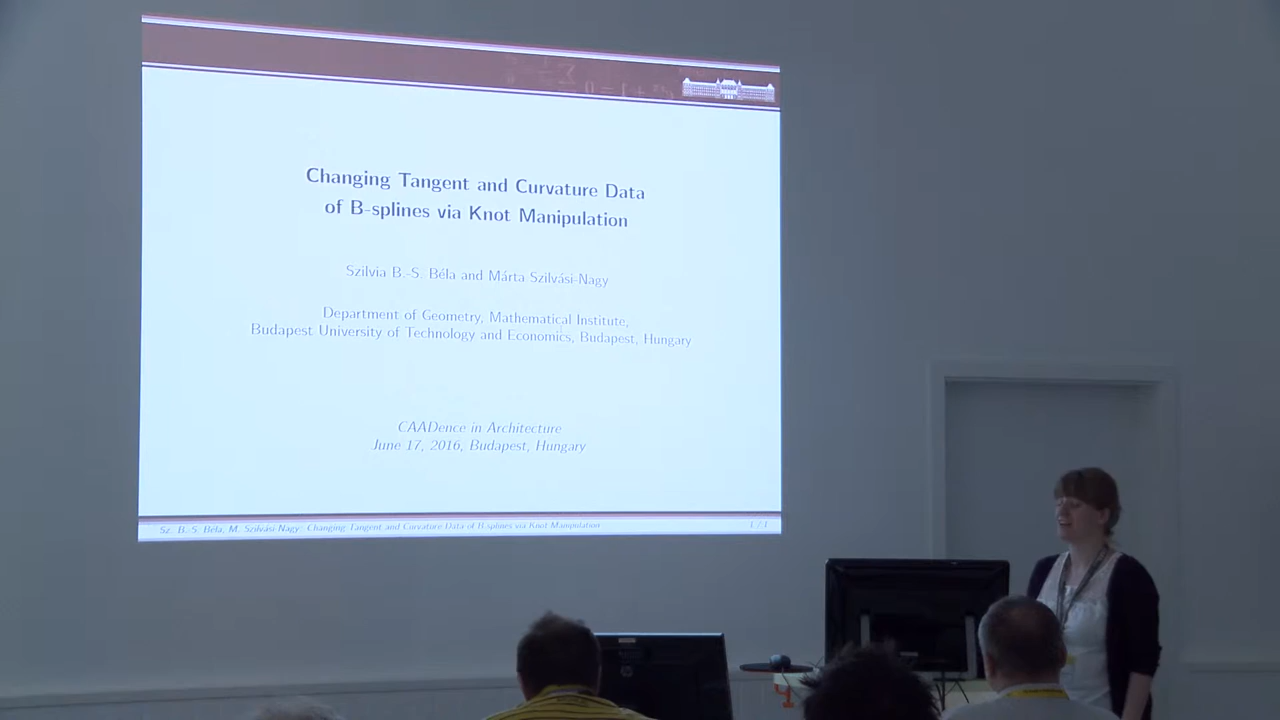 Changing Tangent and Curvature Data
of B-splines via Knot Manipulation
Szilvia B.-S. Béla and Márta Szilvási-Nagy
Department of Geometry, Mathematical Institute,
Budapest University of Technology and Economics, Budapest, Hungary
CAADence in Architecture
June 17, 2016, Budapest, Hungary
Sz. B.-S. Béla, M. Szilvási-Nagy: Changing Tangent and Curvature Data of B-splines via Knot Manipulation
1 / 1